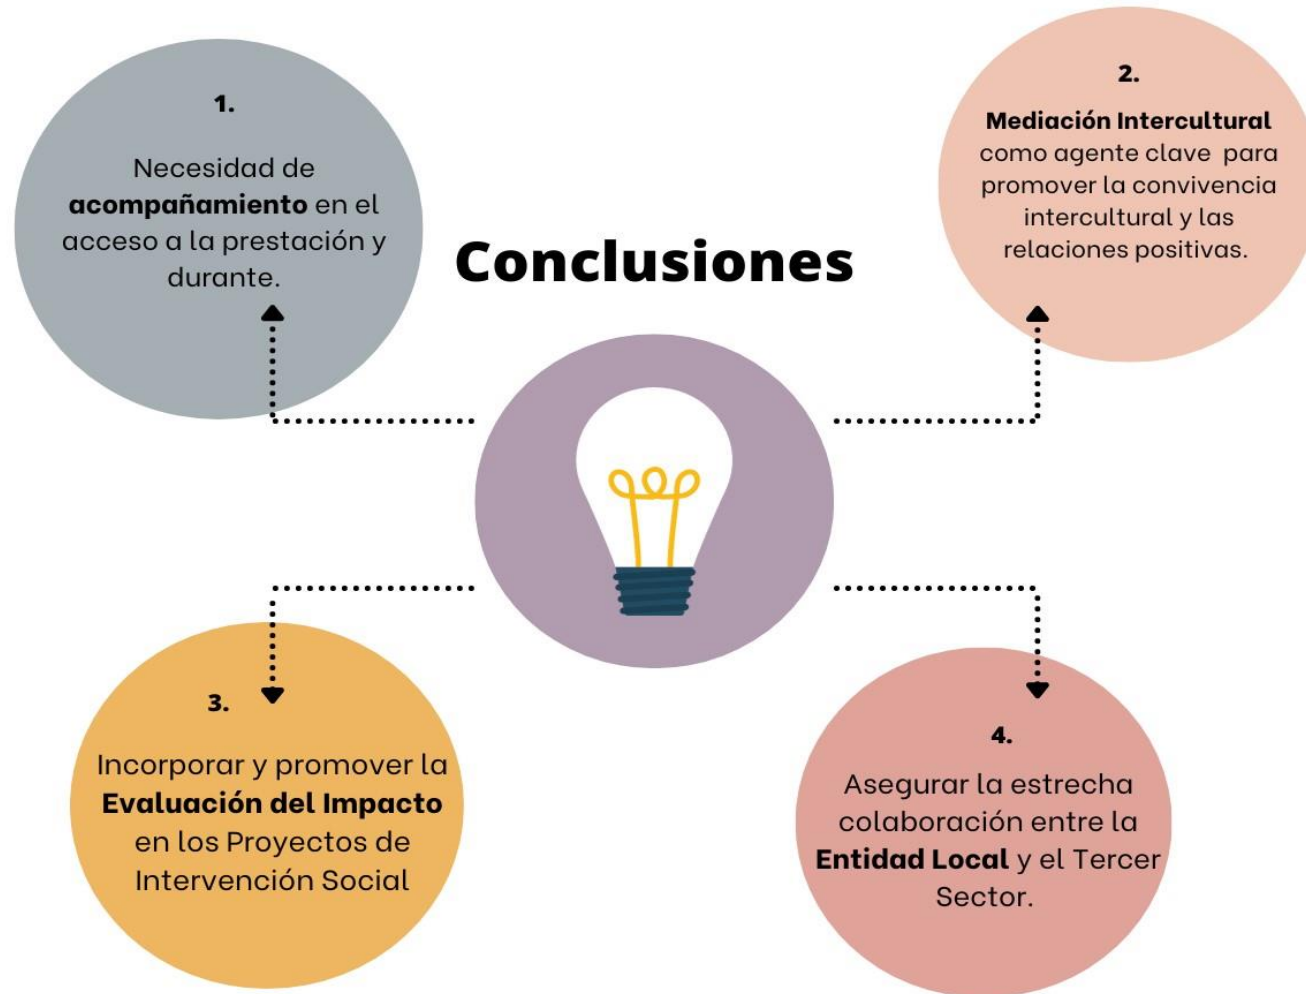 Conclusiones
1.
Necesidad de
acompañamiento en el
acceso a la prestación y
durante.
2.
Mediación Intercultural
como agente clave para
promover la convivencia
intercultural y las
relaciones positivas.
3.
Incorporar y promover la
Evaluación del Impacto
en los Proyectos de
Intervención Social
4.
Asegurar la estrecha
colaboración entre la
Entidad Local y el Tercer
Sector.